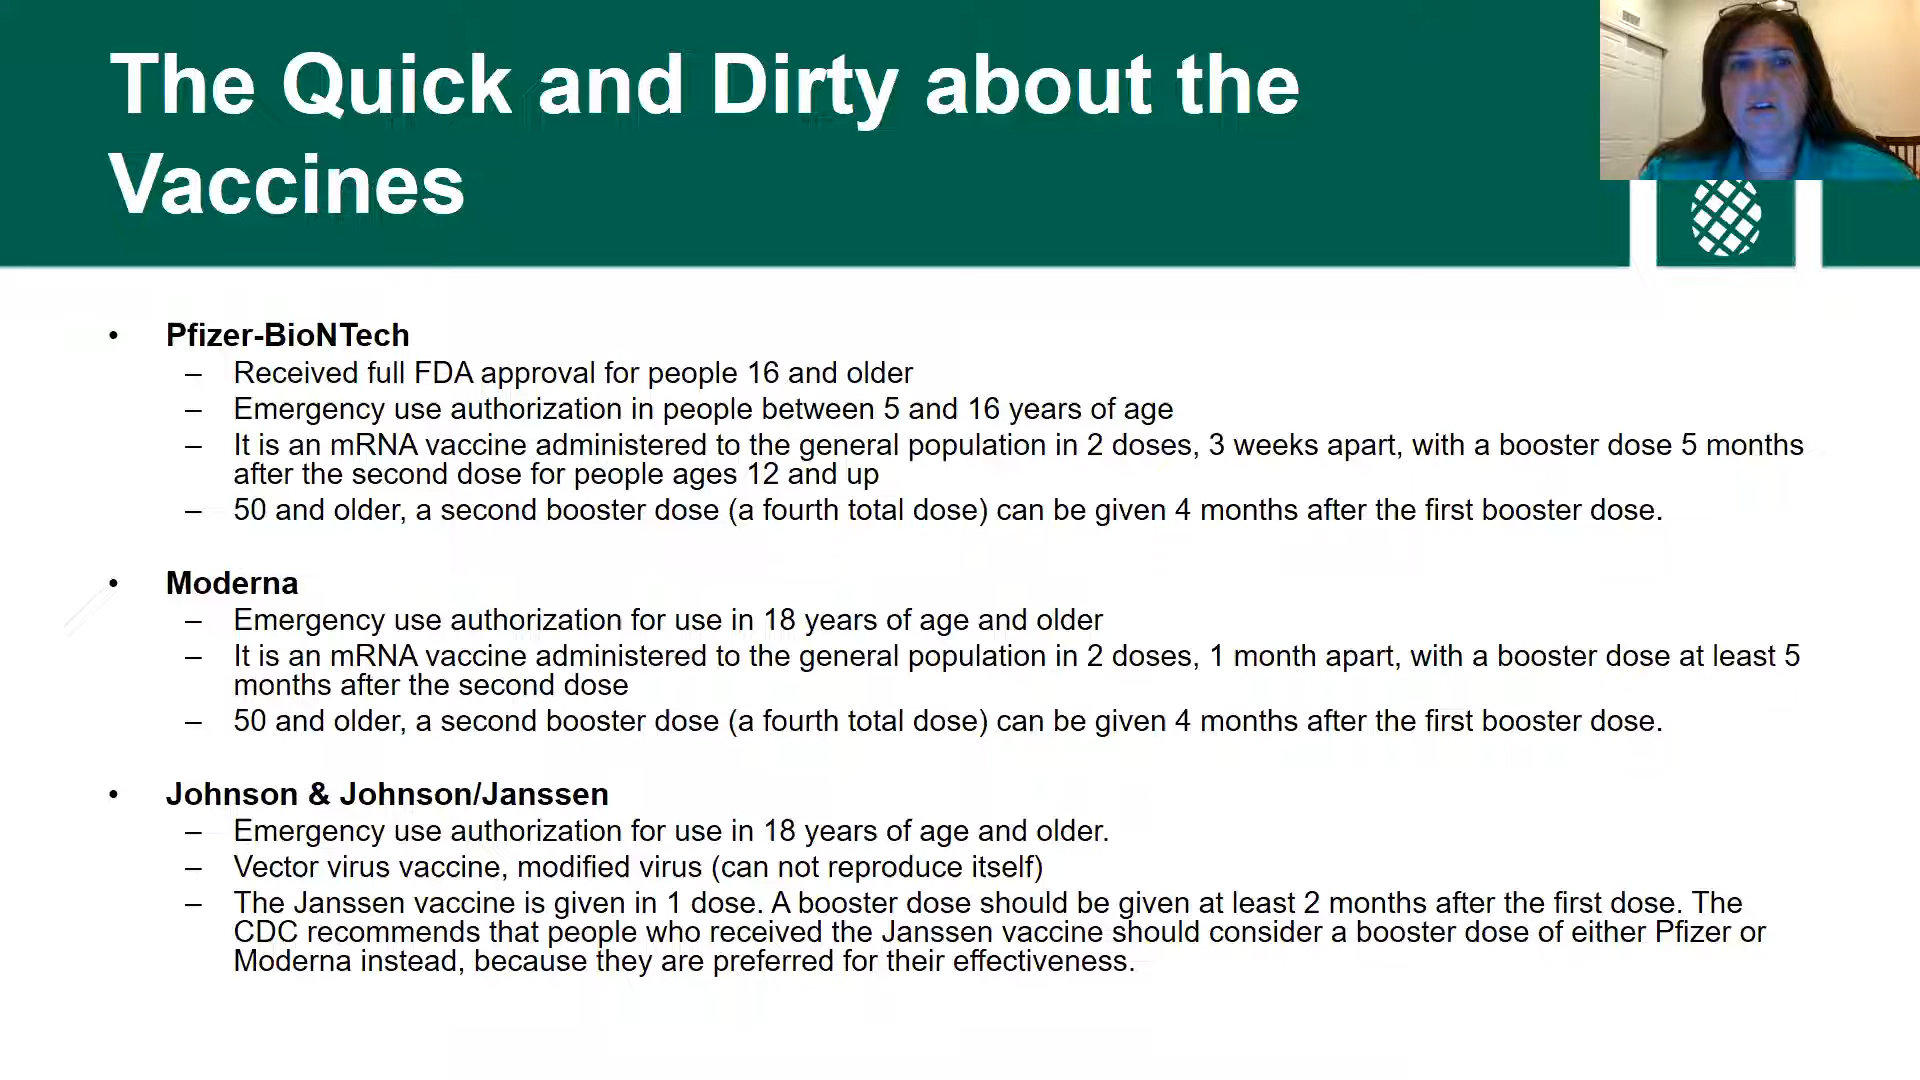 The Quick and Dirty about the
Vaccines
• Pfizer-BioNTech
– Received full FDA approval for people 16 and older
– Emergency use authorization in people between 5 and 16 years of age
– It is an mRNA vaccine administered to the general population in 2 doses, 3 weeks apart, with a booster dose 5 months
after the second dose for people ages 12 and up
– 50 and older, a second booster dose (a fourth total dose) can be given 4 months after the first booster dose.
• Moderna
– Emergency use authorization for use in 18 years of age and older
– It is an mRNA vaccine administered to the general population in 2 doses, 1 month apart, with a booster dose at least 5
months after the second dose
– 50 and older, a second booster dose (a fourth total dose) can be given 4 months after the first booster dose.
• Johnson & Johnson/Janssen
– Emergency use authorization for use in 18 years of age and older.
– Vector virus vaccine, modified virus (can not reproduce itself)
– The Janssen vaccine is given in 1 dose. A booster dose should be given at least 2 months after the first dose. The
CDC recommends that people who received the Janssen vaccine should consider a booster dose of either Pfizer or
Moderna instead, because they are preferred for their effectiveness.